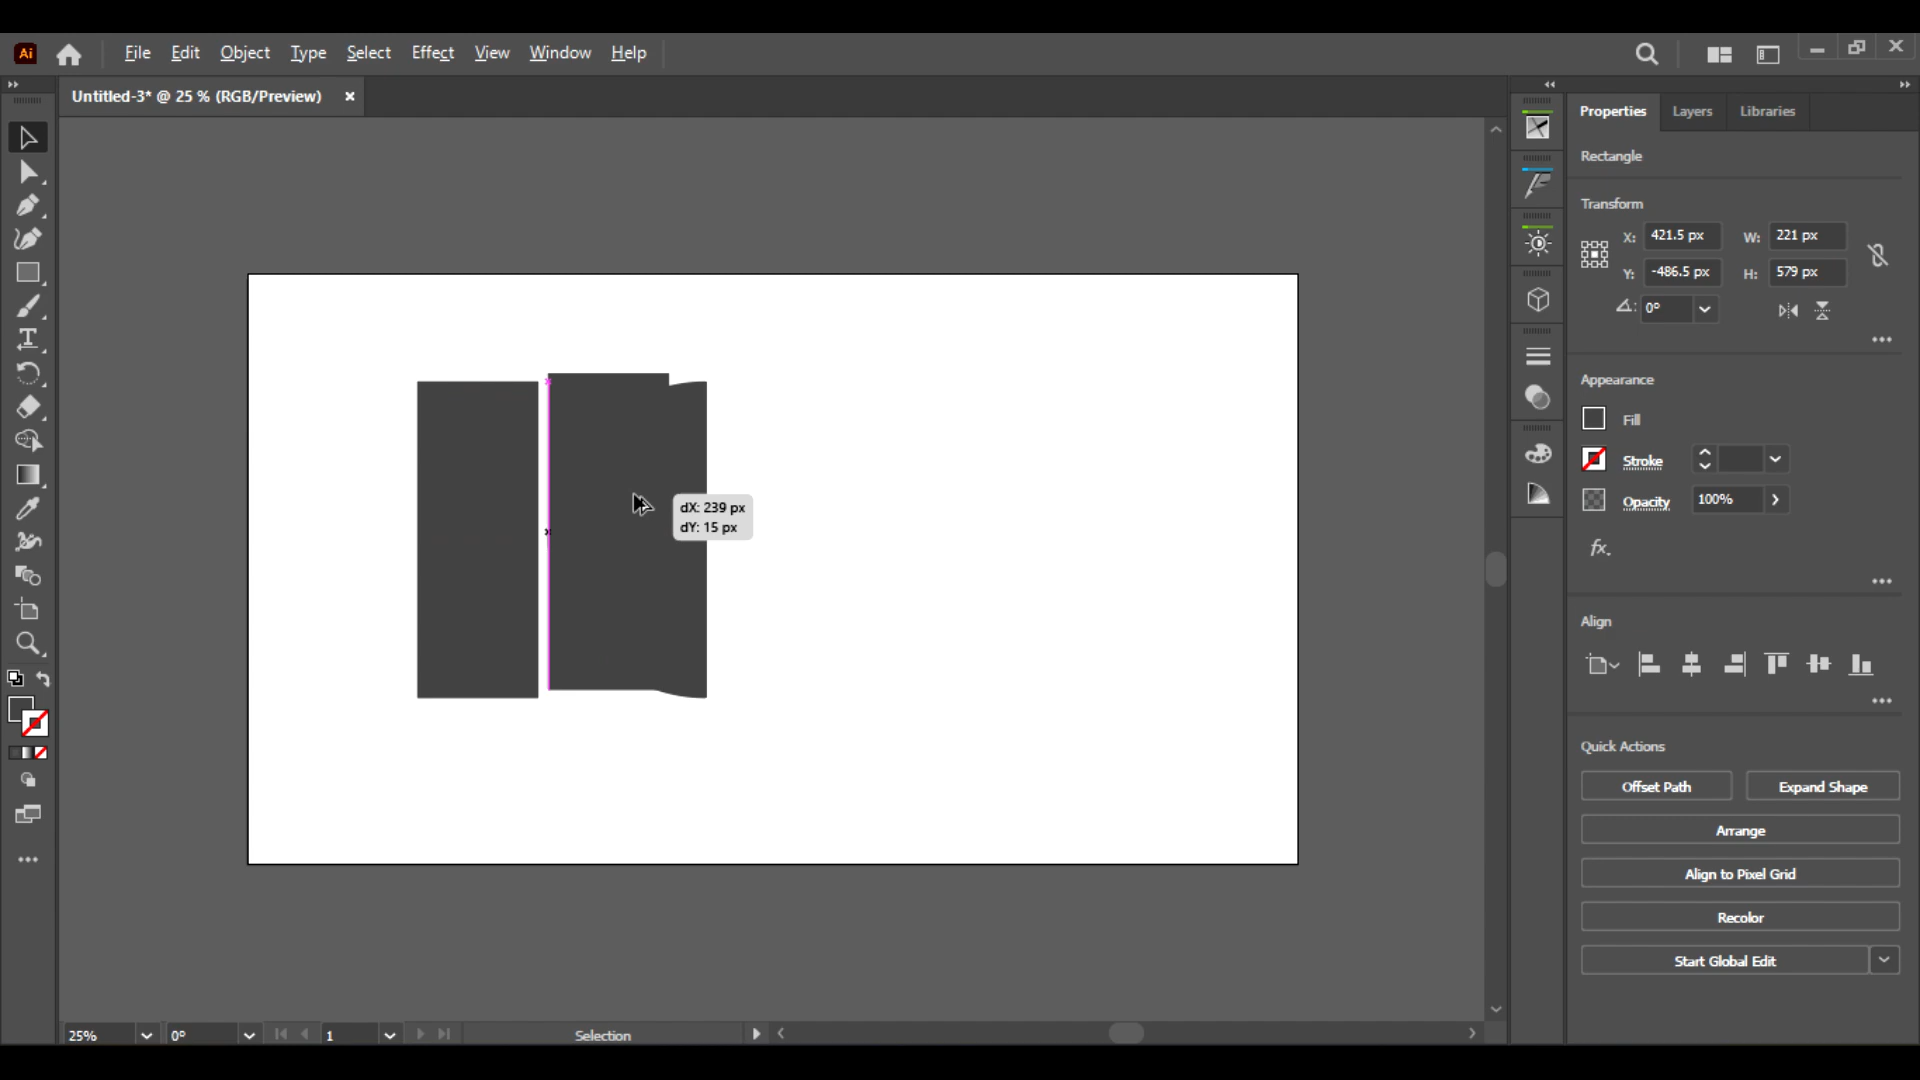 Ai File Edit Object Type Select Effect View Window Help
Untitled-3* @ 25 % (RGB/Preview) ×
Properties Layers Libraries
Rectangle
Transform
X: 421.5 px W: 221 px
Y: -486.5 px H: 579 px
0°
Appearance
Fill
Stroke
Opacity 100%
fx.
dX: 239 px
dY: 15 px
Align
Quick Actions
Offset Path Expand Shape
Arrange
Align to Pixel Grid
Recolor
Start Global Edit
25% 0° 1 Selection